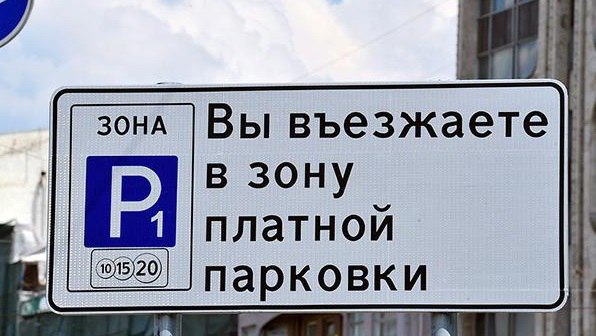 ЗОНА
P1
10 15 20
Вы въезжаете
в зону
платной
парковки